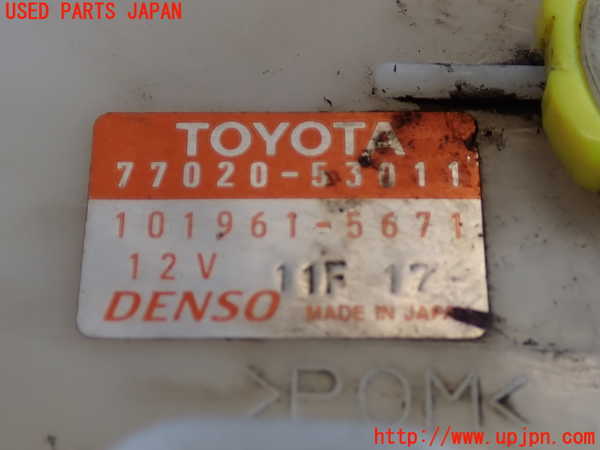 USED PARTS JAPAN
TOYOTA
77020-53011
101961-5671
12V 11F 17-
DENSO MADE IN JAPAN
>POM<
http://www.upjpn.com/